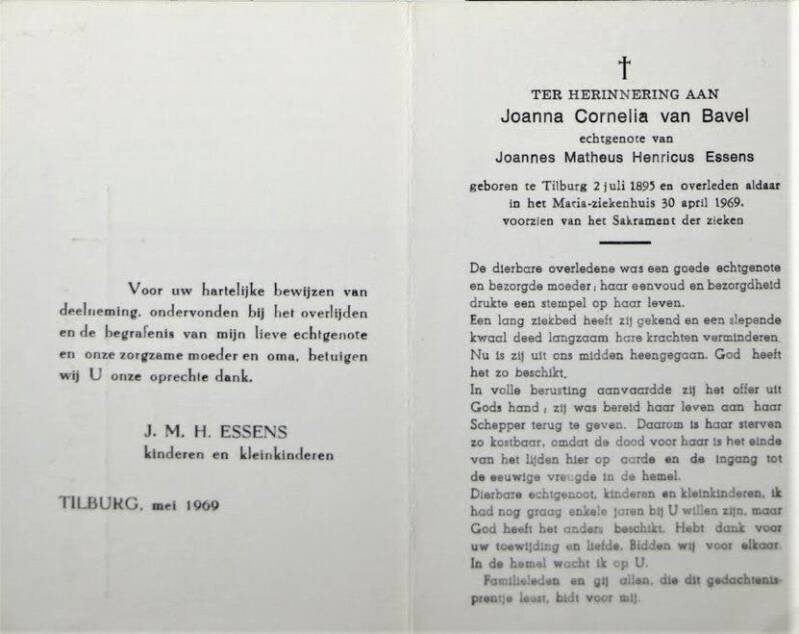 Voor uw hartelijke bewijzen van
deelneming, ondervonden bij het overlijden
en de begrafenis van mijn lieve echtgenote
en onze zorgzame moeder en oma, betuigen
wij U onze oprechte dank.
J. M. H. ESSENS
kinderen en kleinkinderen
TILBURG, mei 1969
†
TER HERINNERING AAN
Joanna Cornelia van Bavel
echtgenote van
Joannes Matheus Henricus Essens
geboren te Tilburg 2 juli 1895 en overleden aldaar
in het Maria-ziekenhuis 30 april 1969.
voorzien van het Sakrament der zieken
De dierbare overledene was een goede echtgenote
en bezorgde moeder; haar eenvoud en bezorgdheid
drukte een stempel op haar leven.
Een lang ziekbed heeft zij gekend en een slepende
kwaal deed langzaam hare krachten verminderen.
Nu is zij uit ons midden heengegaan. God heeft
het zo beschikt.
In volle berusting aanvaardde zij het offer uit
Gods hand; zij was bereid haar leven aan haar
Schepper terug te geven. Daarom is haar sterven
zo kostbaar, omdat de dood voor haar is het einde
van het lijden hier op aarde en de ingang tot
de eeuwige vreugde in de hemel.
Dierbare echtgenoot, kinderen en kleinkinderen, ik
had nog graag enkele jaren bij U willen zijn, maar
God heeft het anders beschikt. Hebt dank voor
uw toewijding en liefde. Bidden wij voor elkaar.
In de hemel wacht ik op U.
Familieleden en gij allen, die dit gedachtenis-
prentje leest, bidt voor mij.